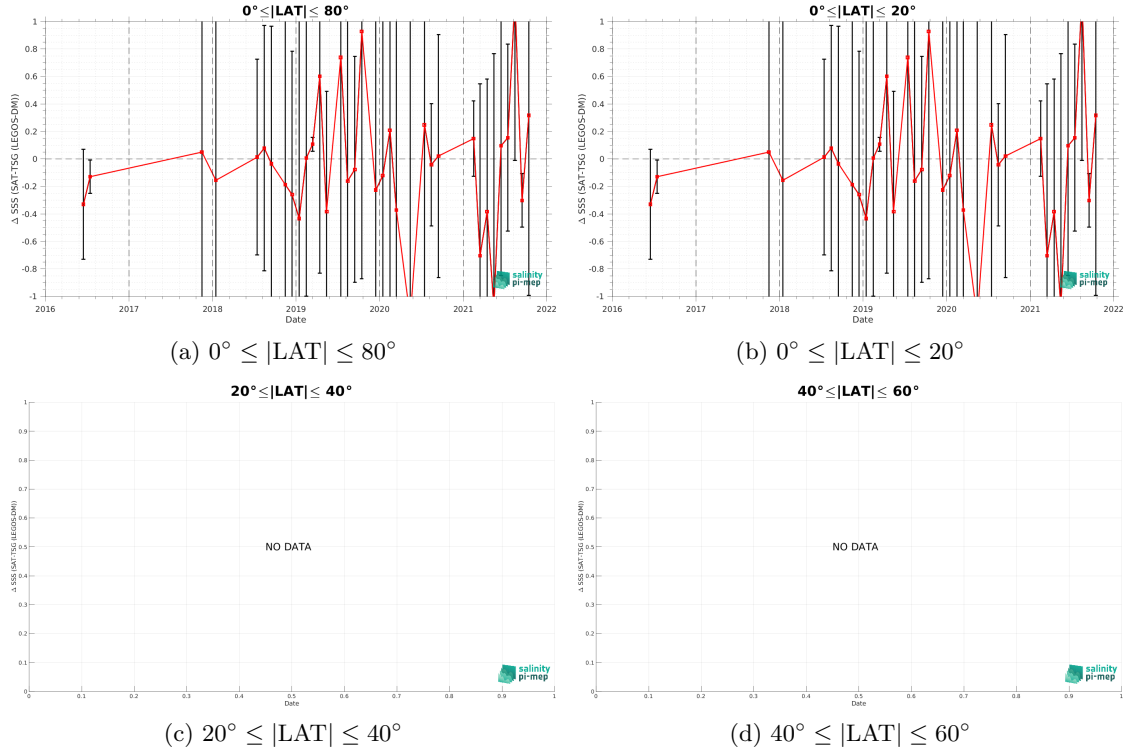 0°≤|LAT|≤ 80°
Δ SSS (SAT-TSG (LEGOS-DM))
1
0.8
0.6
0.4
0.2
0
-0.2
-0.4
-0.6
-0.8
-1
2016 2017 2018 2019 2020 2021 2022
Date
salinity
pi-mep
(a) 0° ≤ |LAT| ≤ 80°
0°≤|LAT|≤ 20°
Δ SSS (SAT-TSG (LEGOS-DM))
1
0.8
0.6
0.4
0.2
0
-0.2
-0.4
-0.6
-0.8
-1
2016 2017 2018 2019 2020 2021 2022
Date
salinity
pi-mep
(b) 0° ≤ |LAT| ≤ 20°
20°≤|LAT|≤ 40°
Δ SSS (SAT-TSG (LEGOS-DM))
1
0.9
0.8
0.7
0.6
0.5
0.4
0.3
0.2
0.1
0
NO DATA
0 0.1 0.2 0.3 0.4 0.5 0.6 0.7 0.8 0.9 1
Date
salinity
pi-mep
(c) 20° ≤ |LAT| ≤ 40°
40°≤|LAT|≤ 60°
Δ SSS (SAT-TSG (LEGOS-DM))
1
0.9
0.8
0.7
0.6
0.5
0.4
0.3
0.2
0.1
0
NO DATA
0 0.1 0.2 0.3 0.4 0.5 0.6 0.7 0.8 0.9 1
Date
salinity
pi-mep
(d) 40° ≤ |LAT| ≤ 60°